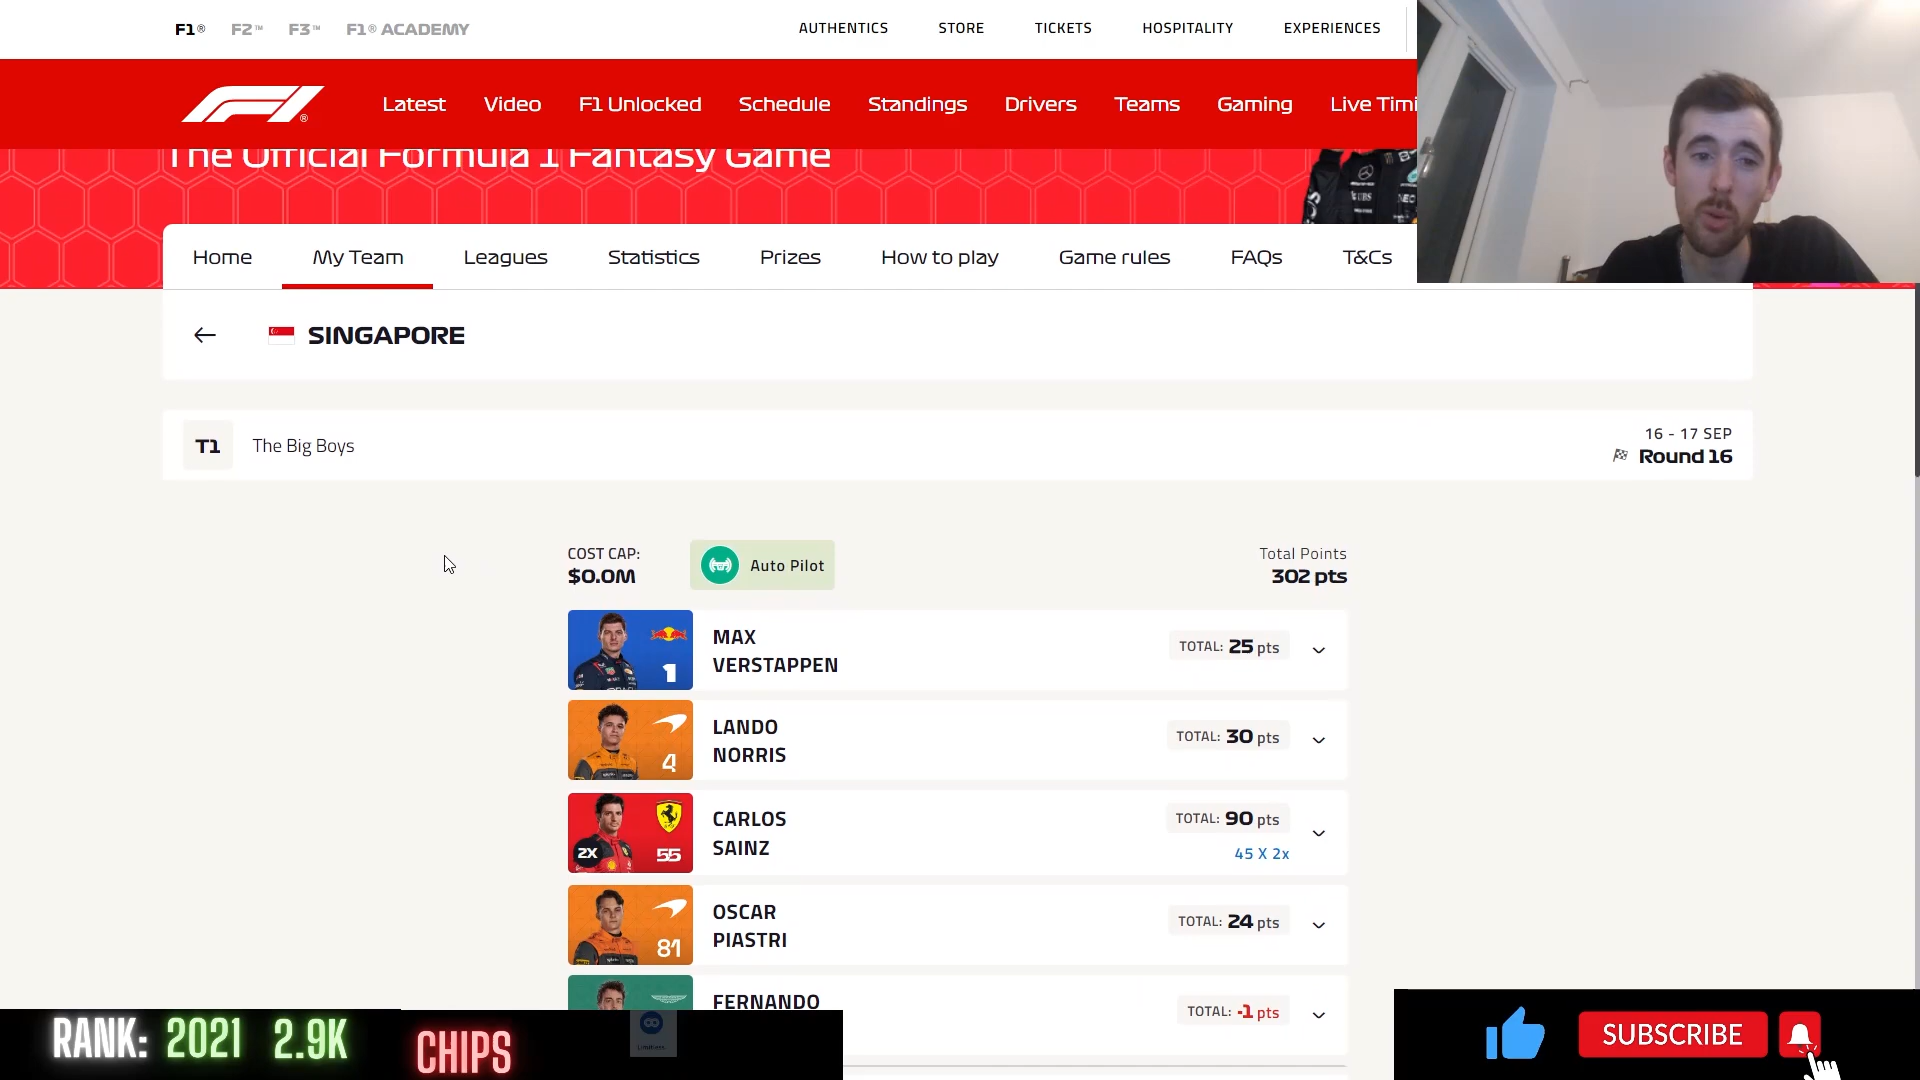 F1® F2™ F3™ F1® ACADEMY AUTHENTICS STORE TICKETS HOSPITALITY EXPERIENCES
Latest Video F1 Unlocked Schedule Standings Drivers Teams Gaming Live Timi
The Official Formula 1 Fantasy Game
Home My Team Leagues Statistics Prizes How to play Game rules FAQs T&Cs
SINGAPORE
T1 The Big Boys
16 - 17 SEP
Round 16
COST CAP:
$0.0M
Auto Pilot
Total Points
302 pts
1
MAX
VERSTAPPEN
TOTAL: 25 pts
4
LANDO
NORRIS
TOTAL: 30 pts
2X
55
CARLOS
SAINZ
TOTAL: 90 pts
45 X 2x
81
OSCAR
PIASTRI
TOTAL: 24 pts
FERNANDO
TOTAL: -1 pts
RANK: 2021 2.9K
CHIPS
Limitless
SUBSCRIBE